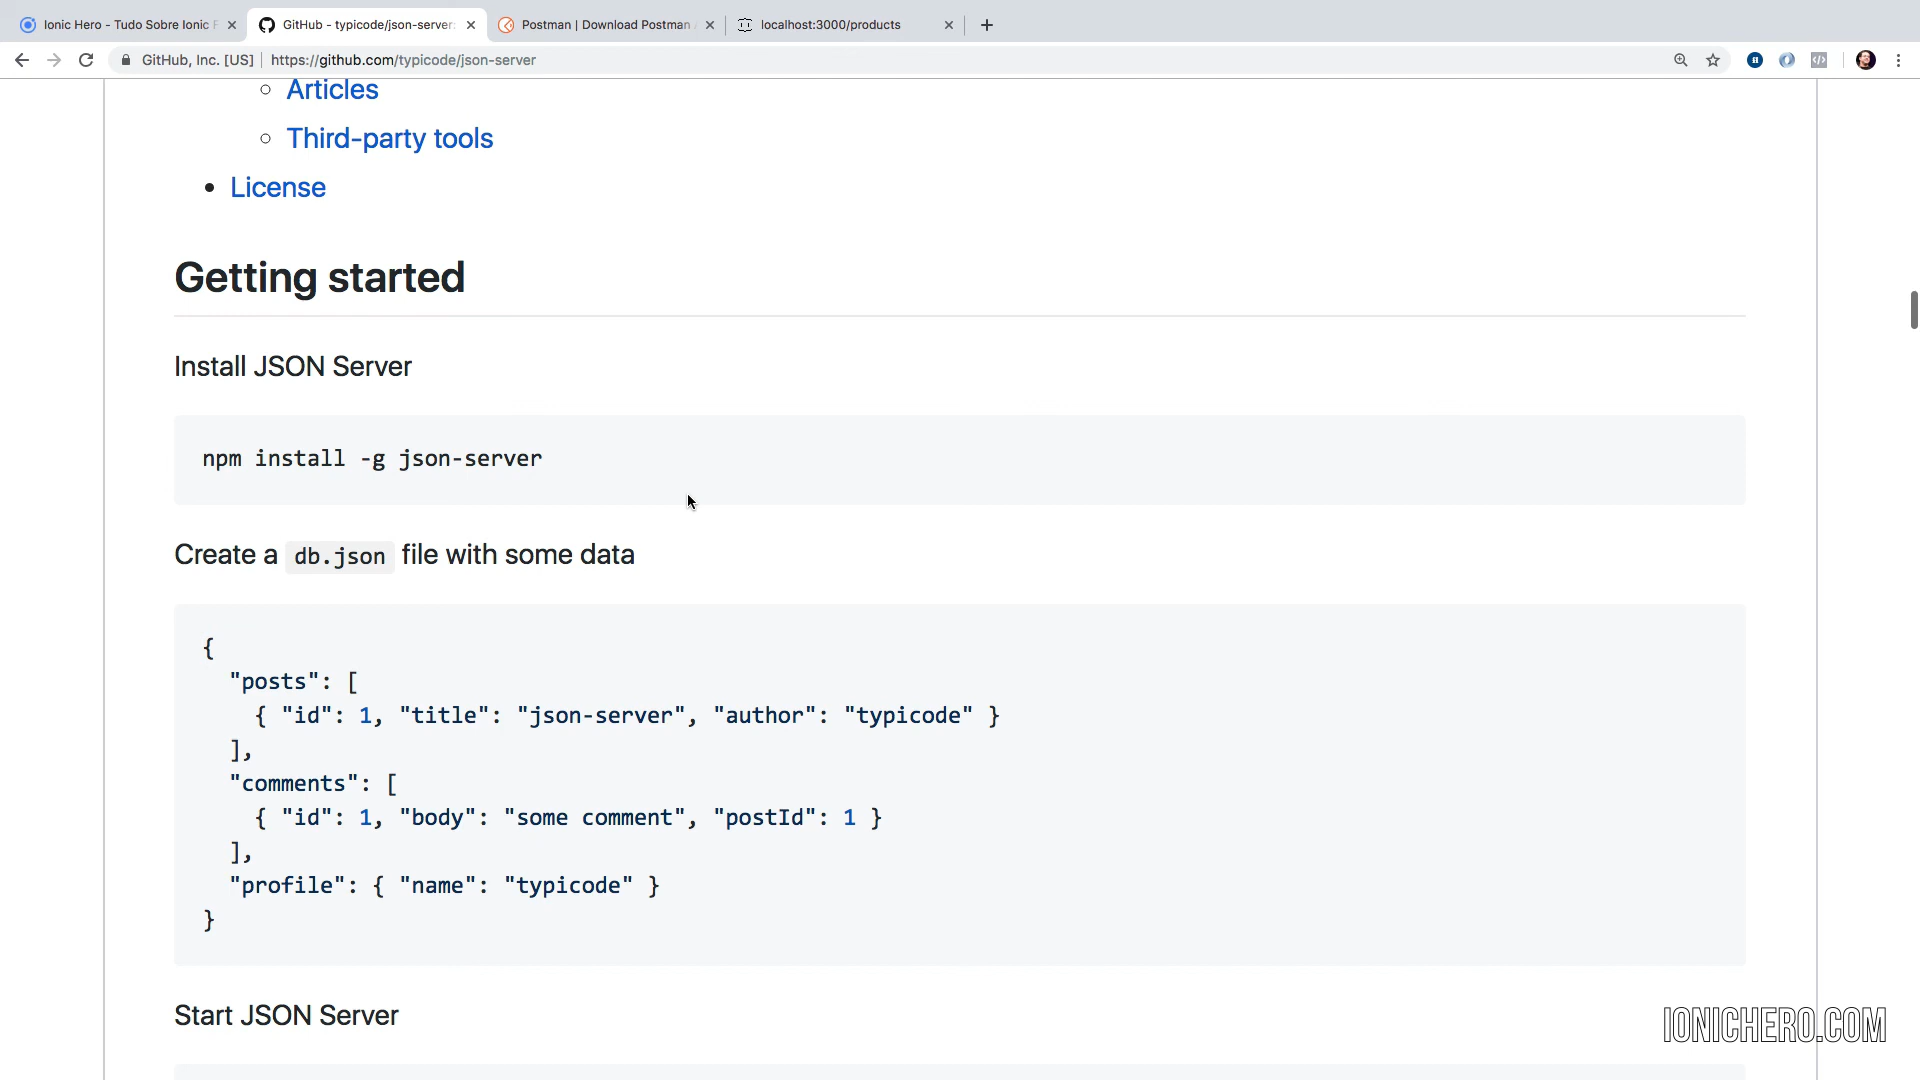 Ionic Hero - Tudo Sobre Ionic F
GitHub - typicode/json-server:
Postman | Download Postman A
localhost:3000/products
GitHub, Inc. [US] | https://github.com/typicode/json-server
Articles
Third-party tools
License
Getting started
Install JSON Server
npm install -g json-server
Create a db.json file with some data
{
"posts": [
{ "id": 1, "title": "json-server", "author": "typicode" }
],
"comments": [
{ "id": 1, "body": "some comment", "postId": 1 }
],
"profile": { "name": "typicode" }
}
Start JSON Server
IONICHERO.COM